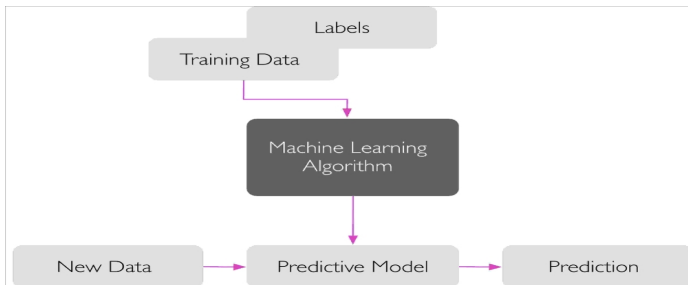 Labels
Training Data
Machine Learning
Algorithm
New Data
Predictive Model
Prediction